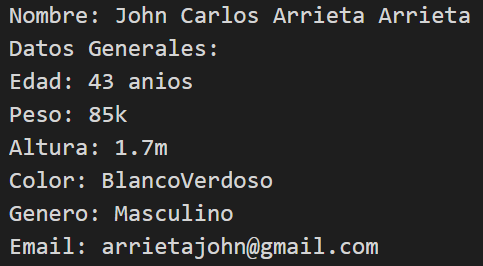 Nombre: John Carlos Arrieta Arrieta
Datos Generales:
Edad: 43 anios
Peso: 85k
Altura: 1.7m
Color: BlancoVerdoso
Genero: Masculino
Email: arrietajohn@gmail.com